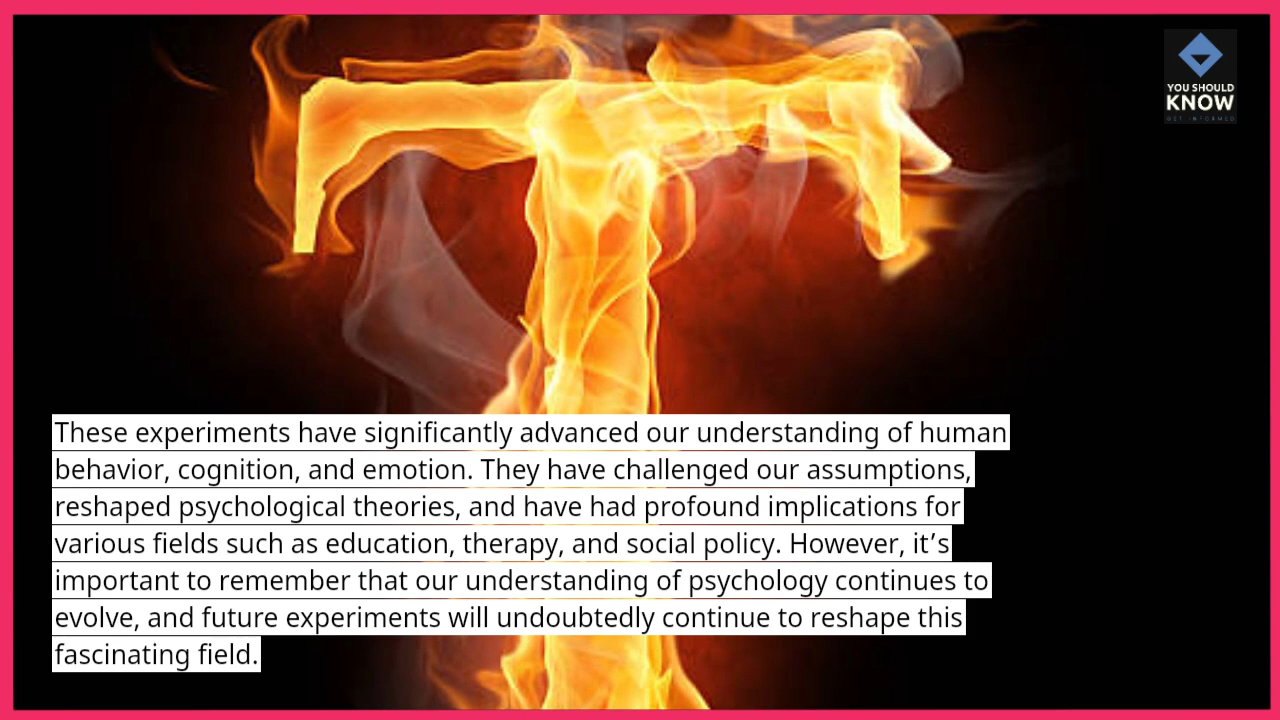 YOU SHOULD
KNOW
GET INFORMED
These experiments have significantly advanced our understanding of human
behavior, cognition, and emotion. They have challenged our assumptions,
reshaped psychological theories, and have had profound implications for
various fields such as education, therapy, and social policy. However, it’s
important to remember that our understanding of psychology continues to
evolve, and future experiments will undoubtedly continue to reshape this
fascinating field.